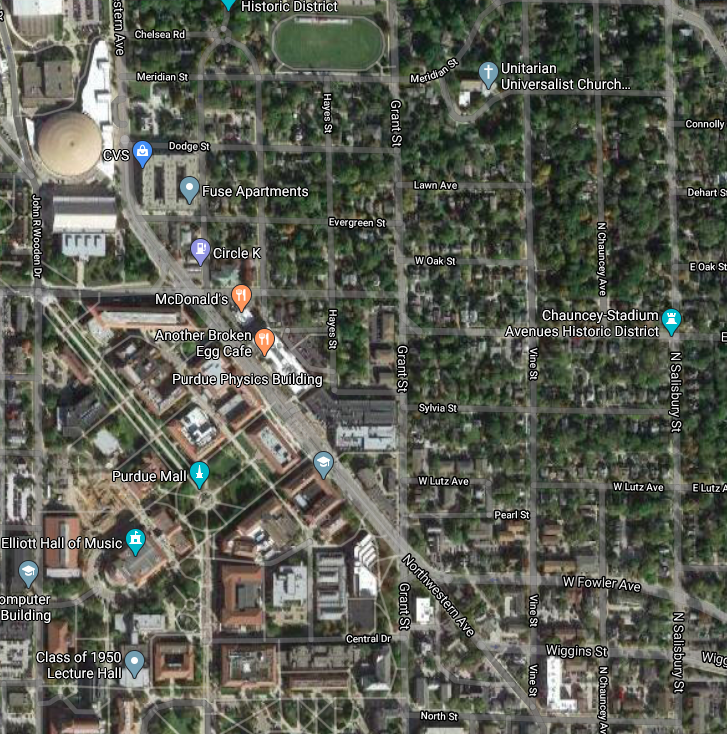 Historic District
stern Ave
Chelsea Rd
Meridian St
Meridian St
Unitarian
Universalist Church...
Hayes St
Grant St
Connolly
CVS
Dodge St
Fuse Apartments
Lawn Ave
Dehart S
John R Wooden Dr
Evergreen St
Circle K
W Oak St
N Chauncey Ave
E Oak St
McDonald's
Chauncey-Stadium
Avenues Historic District
Another Broken
Egg Cafe
Hayes St
E
Grant St
Vine St
N Salisbury St
Purdue Physics Building
Sylvia St
Purdue Mall
W Lutz Ave
W Lutz Ave
E Lutz A
Pearl St
Elliott Hall of Music
Northwestern Ave
W Fowler Ave
omputer
Building
Grant St
Vine St
N Salisbury St
Central Dr
Wiggins St
Wigg
Class of 1950
Lecture Hall
Vine St
N Chauncey Av
North St